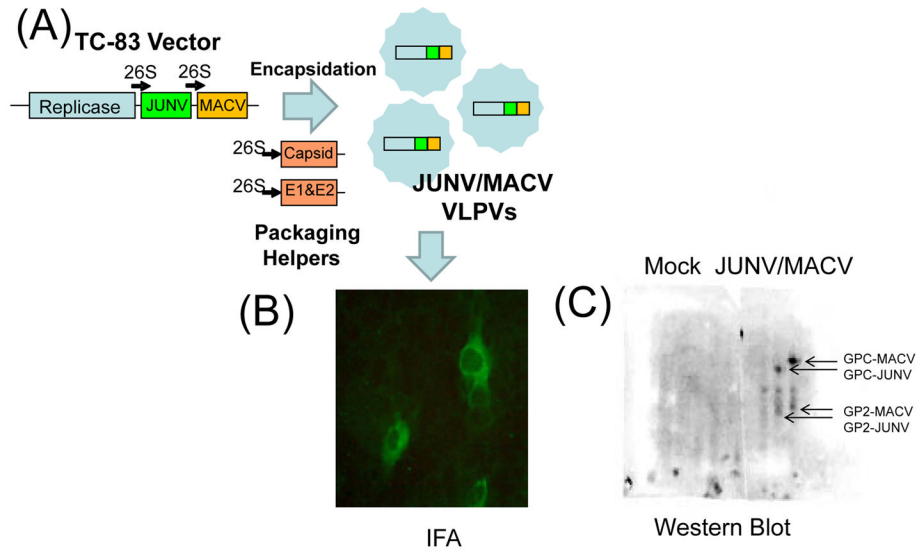 (A)
TC-83 Vector
26S
26S
Replicase
JUNV
MACV
Encapsidation
26S
Capsid
26S
E1&E2
Packaging
Helpers
JUNV/MACV
VLPVs
(B)
IFA
(C)
Mock JUNV/MACV
GPC-MACV
GPC-JUNV
GP2-MACV
GP2-JUNV
Western Blot